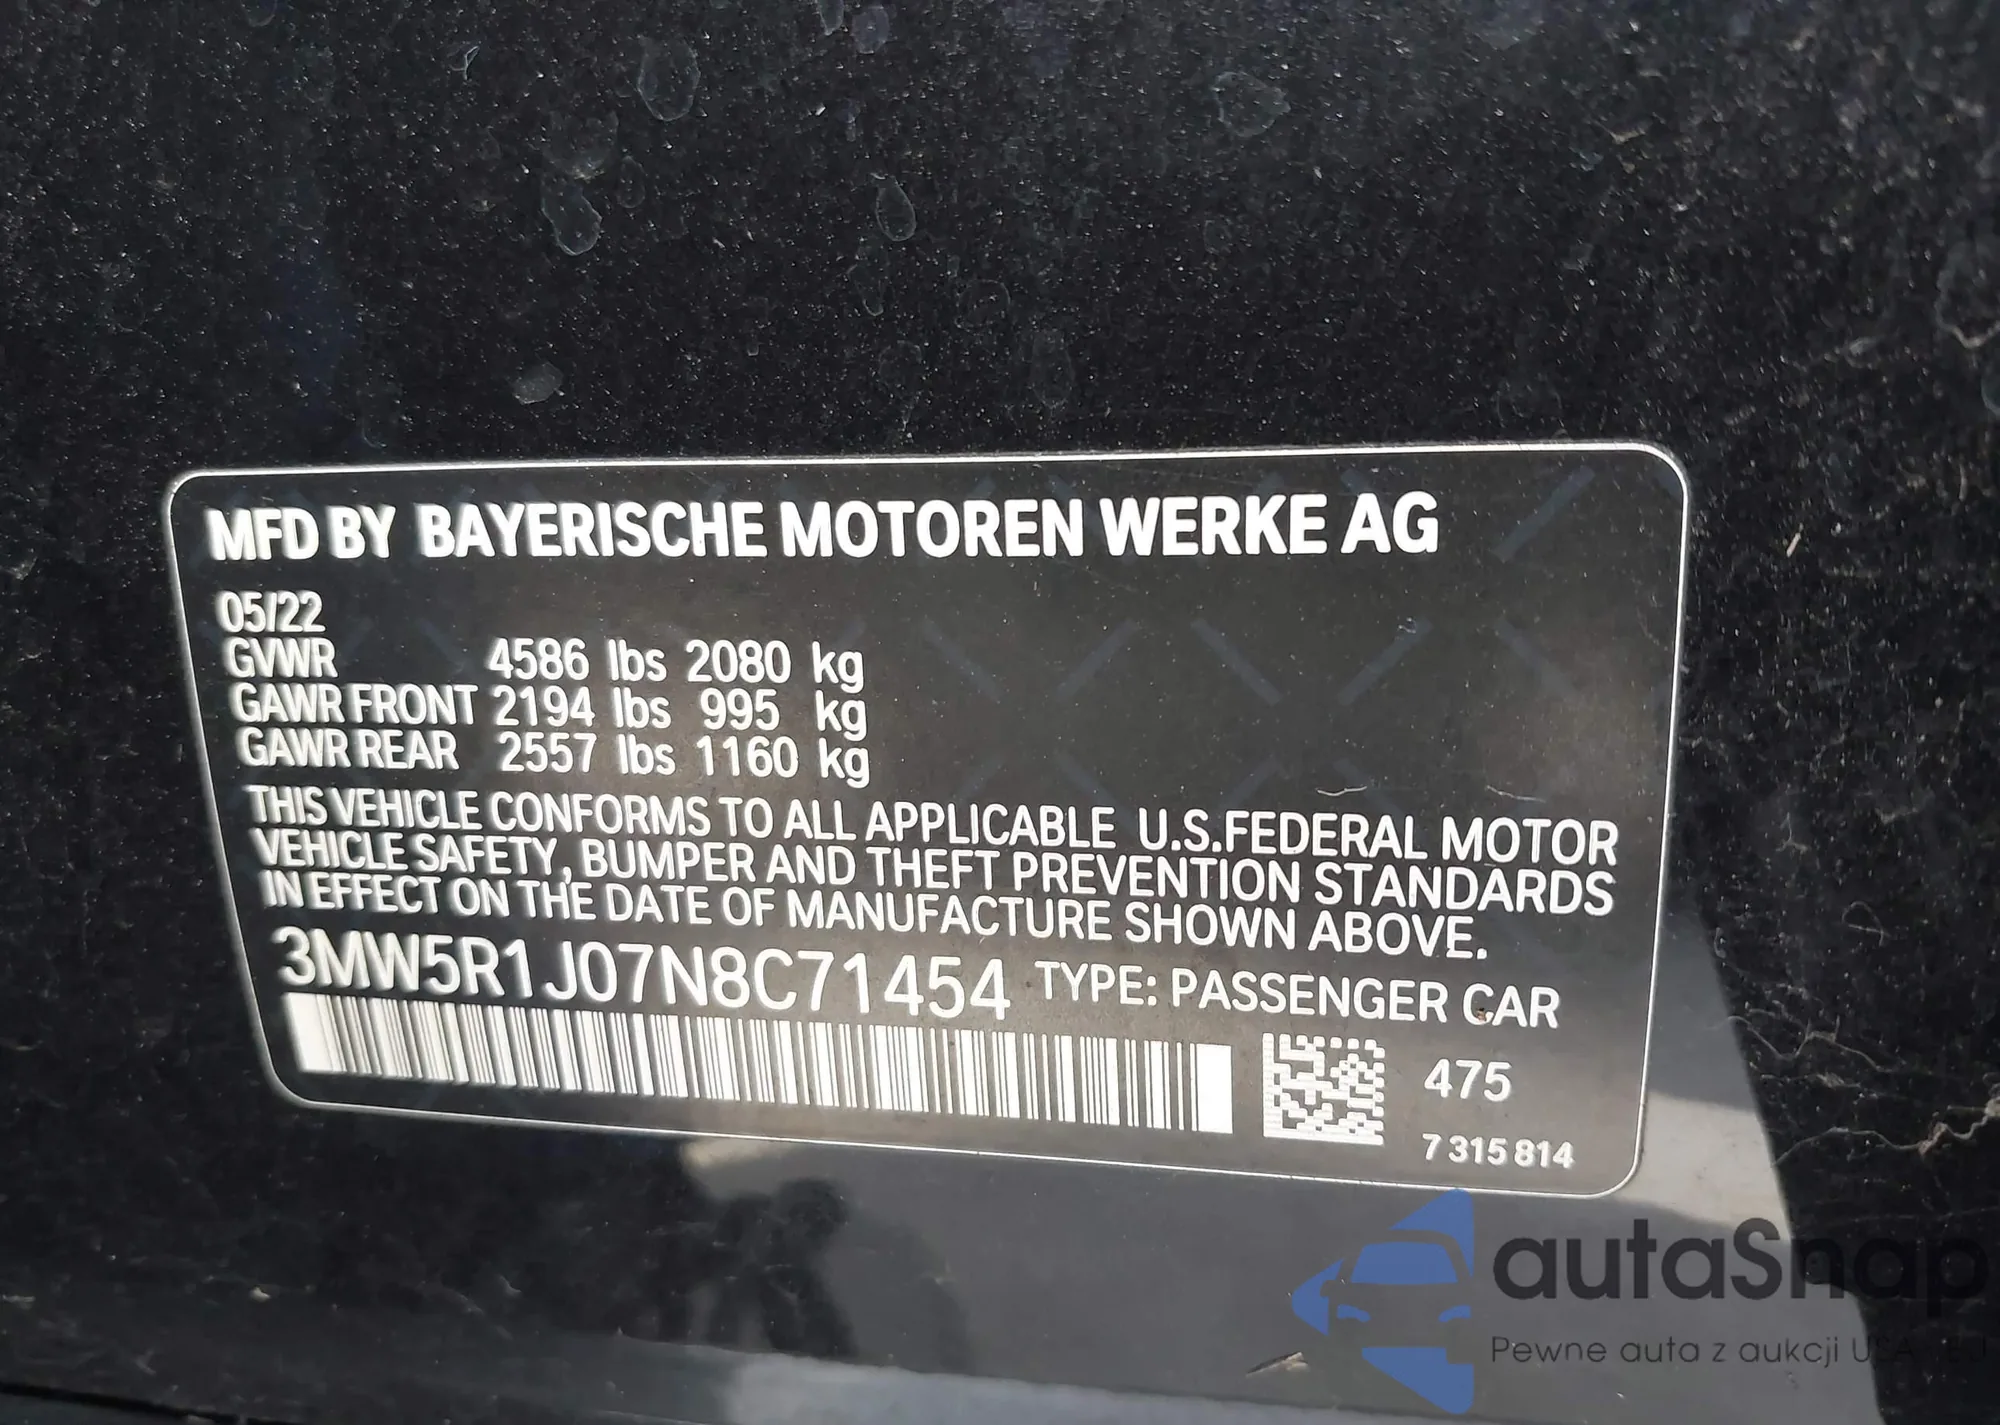 MFD BY BAYERISCHE MOTOREN WERKE AG
05/22
GVWR 4586 lbs 2080 kg
GAWR FRONT 2194 lbs 995 kg
GAWR REAR 2557 lbs 1160 kg
THIS VEHICLE CONFORMS TO ALL APPLICABLE U.S.FEDERAL MOTOR
VEHICLE SAFETY, BUMPER AND THEFT PREVENTION STANDARDS
IN EFFECT ON THE DATE OF MANUFACTURE SHOWN ABOVE.
3MW5R1J07N8C71454 TYPE: PASSENGER CAR
475
7 315 814
autaSnap
Pewne auta z aukcji USA i EU